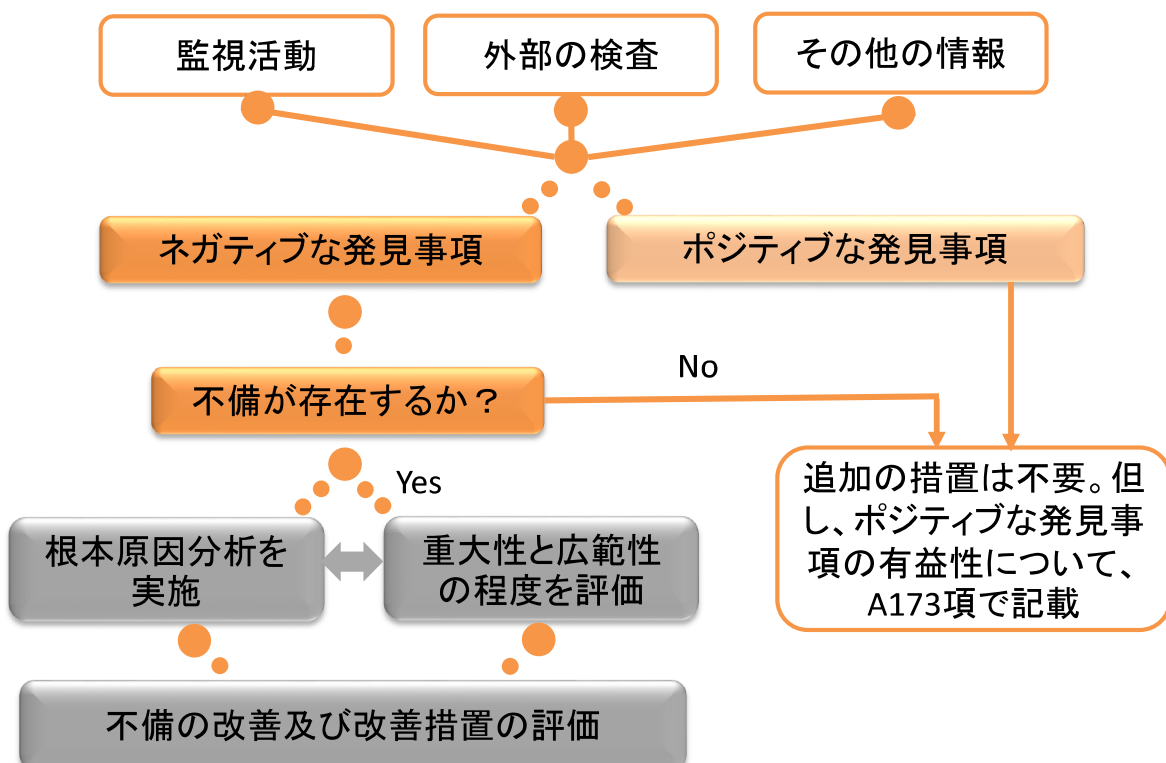 監視活動
外部の検査
その他の情報
ネガティブな発見事項
ポジティブな発見事項
不備が存在するか？
No
Yes
追加の措置は不要。但
し、ポジティブな発見事
項の有益性について、
A173項で記載
根本原因分析を
実施
重大性と広範性
の程度を評価
不備の改善及び改善措置の評価